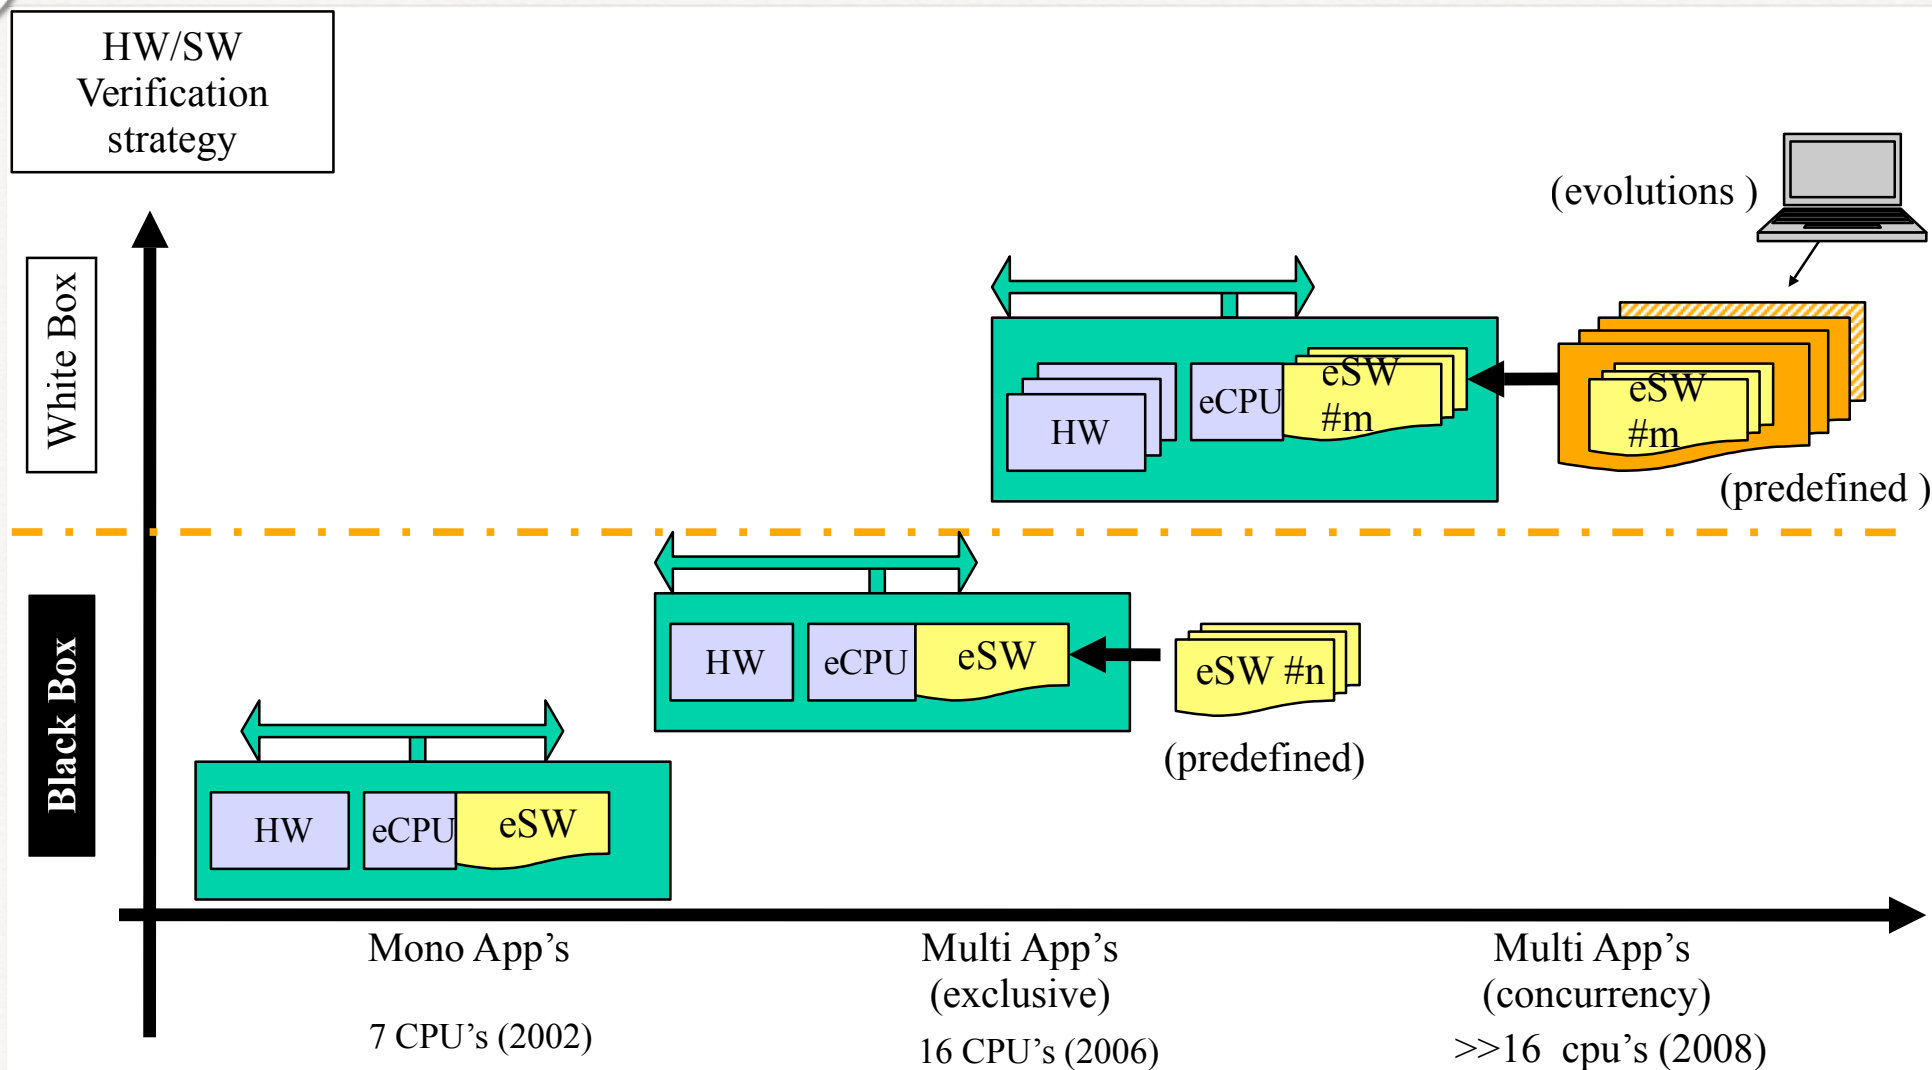 HW/SW
Verification
strategy
(evolutions )
White Box
HW
eCPU
eSW
#m
eSW
#m
(predefined )
Black Box
HW
eCPU
eSW
eSW #n
(predefined)
HW
eCPU
eSW
Mono App’s
7 CPU’s (2002)
Multi App’s
(exclusive)
16 CPU’s (2006)
Multi App’s
(concurrency)
>>16 cpu’s (2008)